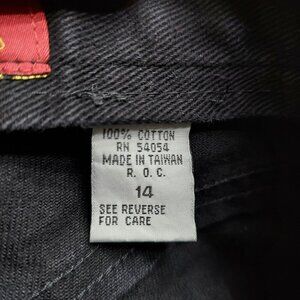 100% COTTON
RN 54054
MADE IN TAIWAN
R. O. C.
14
SEE REVERSE
FOR CARE